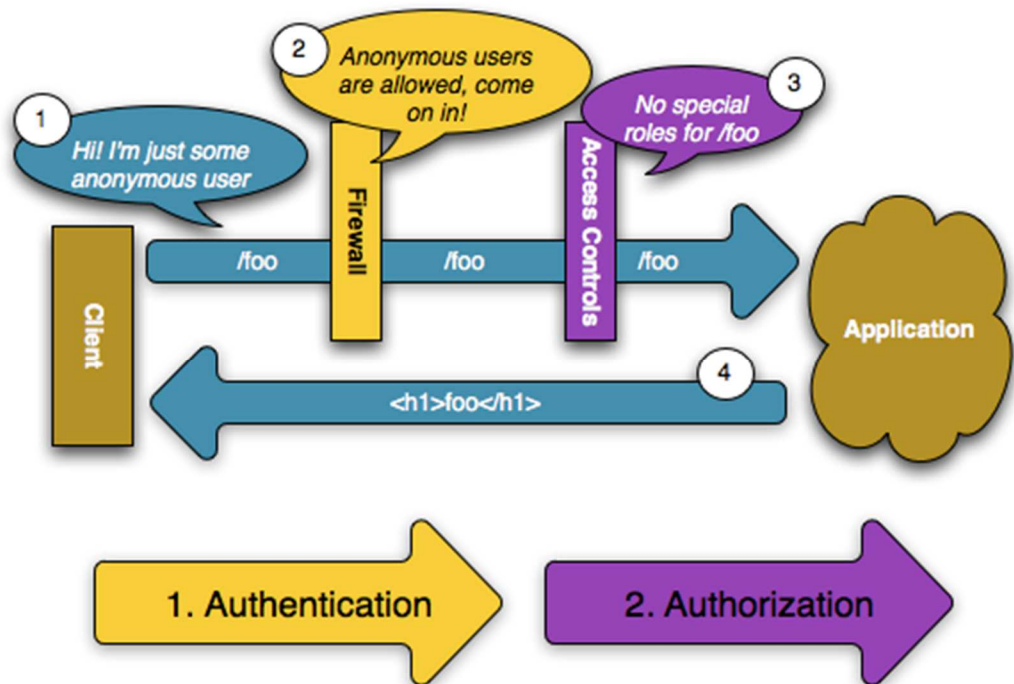 1
Hi! I'm just some
anonymous user
2
Anonymous users
are allowed, come
on in!
3
No special
roles for /foo
Client
/foo
Firewall
/foo
Access Controls
/foo
Application
4
<h1>foo</h1>
1. Authentication
2. Authorization